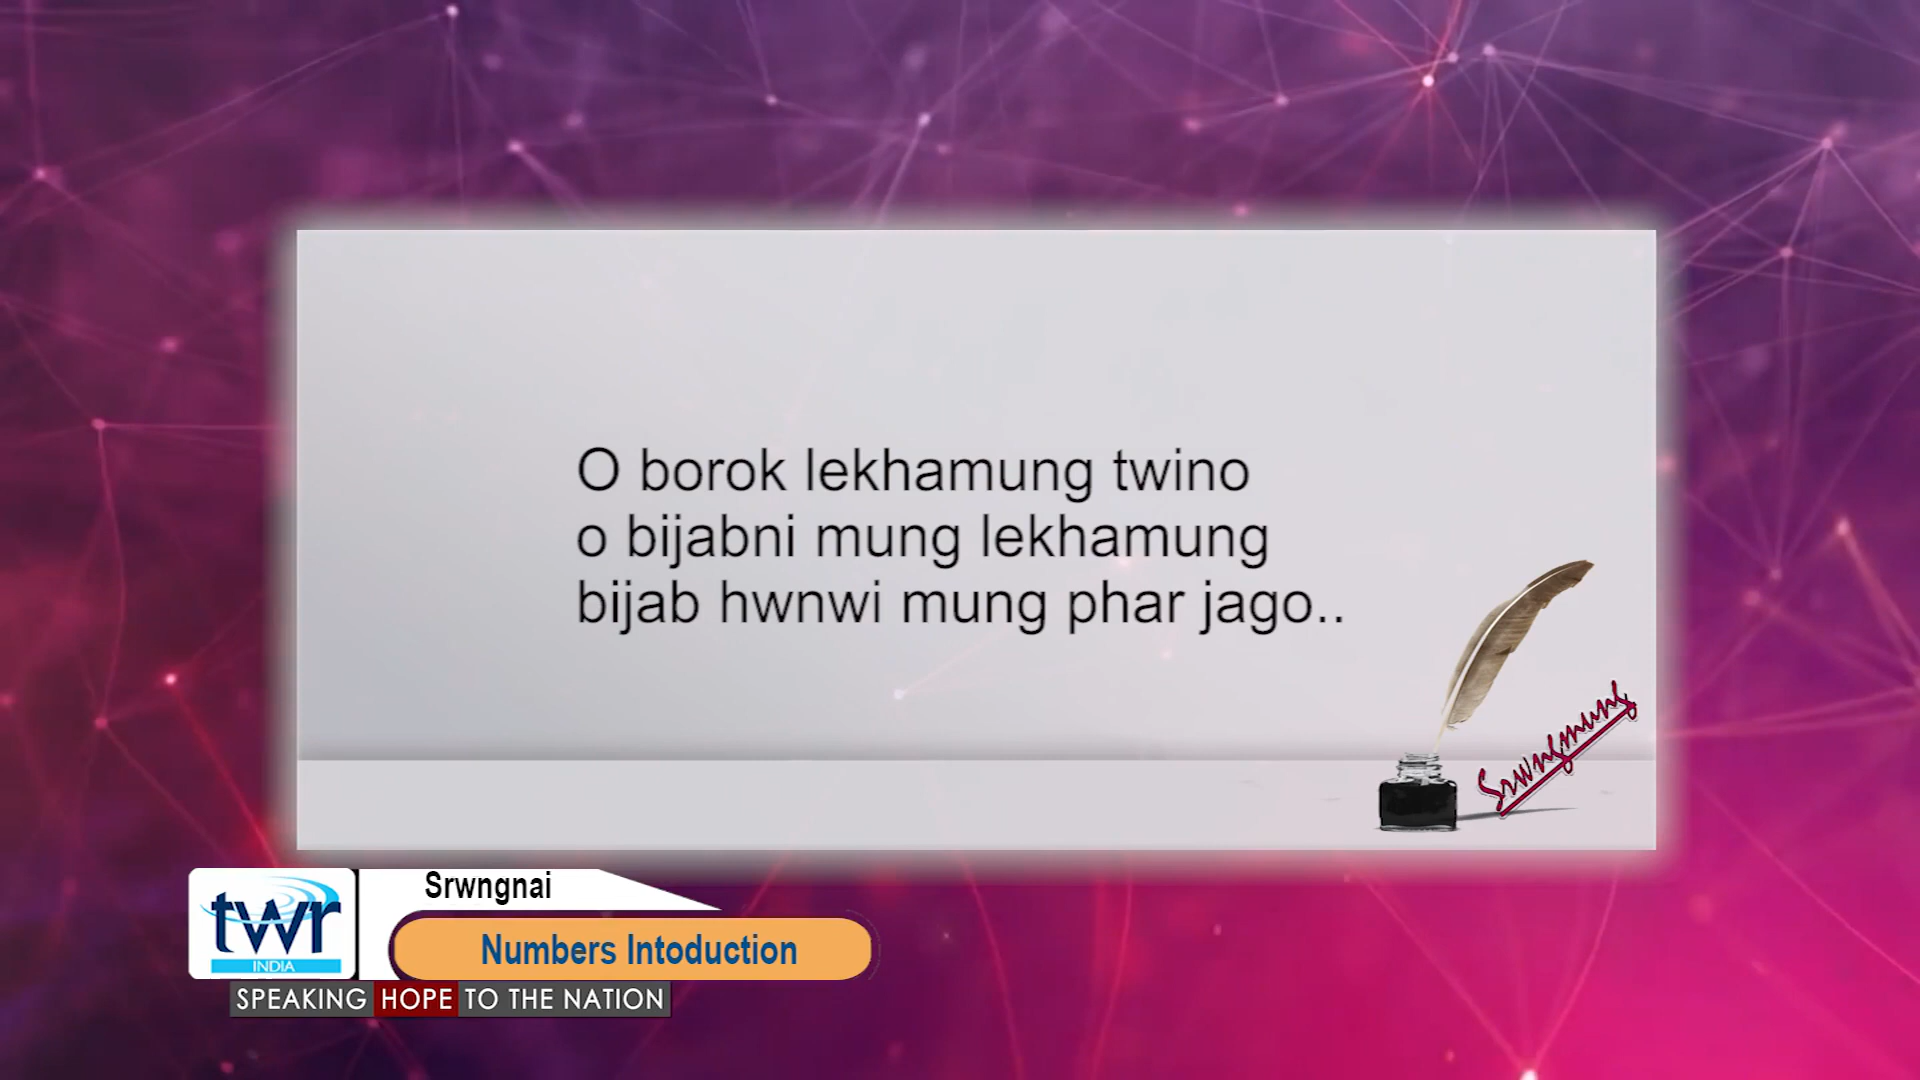 O borok lekhamung twino
o bijabni mung lekhamung
bijab hwnwi mung phar jago..
Srwngmung
Srwngnai
twr
INDIA
Numbers Intoduction
SPEAKING HOPE TO THE NATION